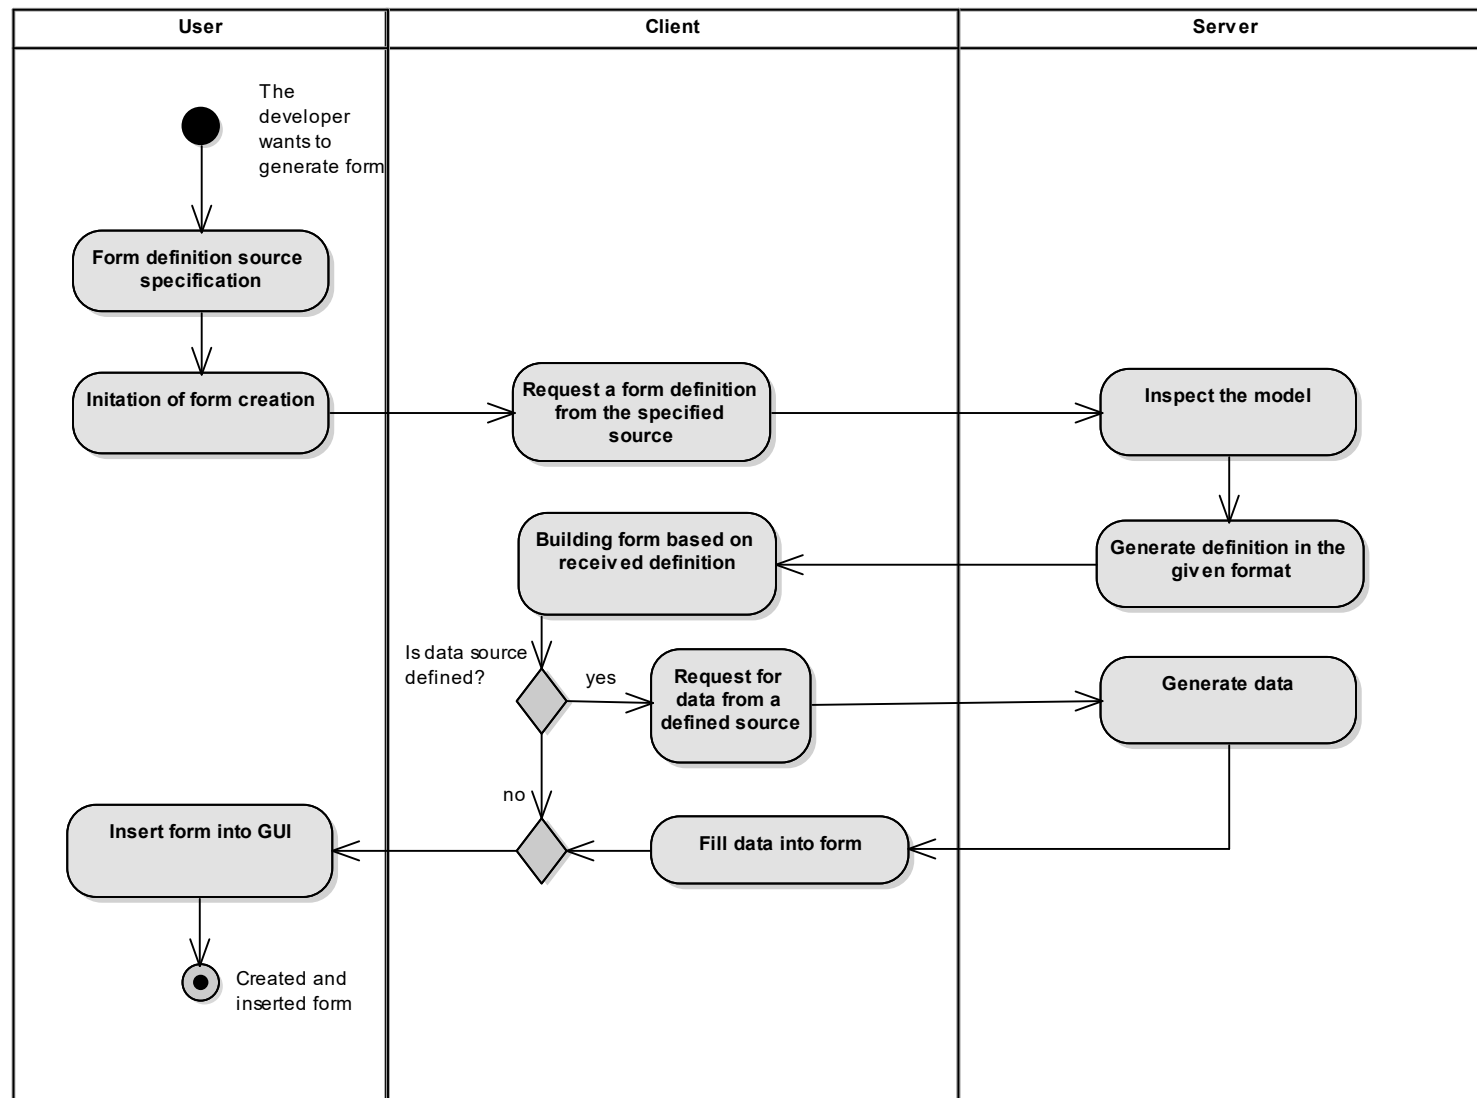 User
Client
Server
The
developer
wants to
generate form
Form definition source
specification
Initation of form creation
Request a form definition
from the specified
source
Inspect the model
Building form based on
received definition
Generate definition in the
given format
Is data source
defined?
yes
Request for
data from a
defined source
Generate data
no
Insert form into GUI
Fill data into form
Created and
inserted form